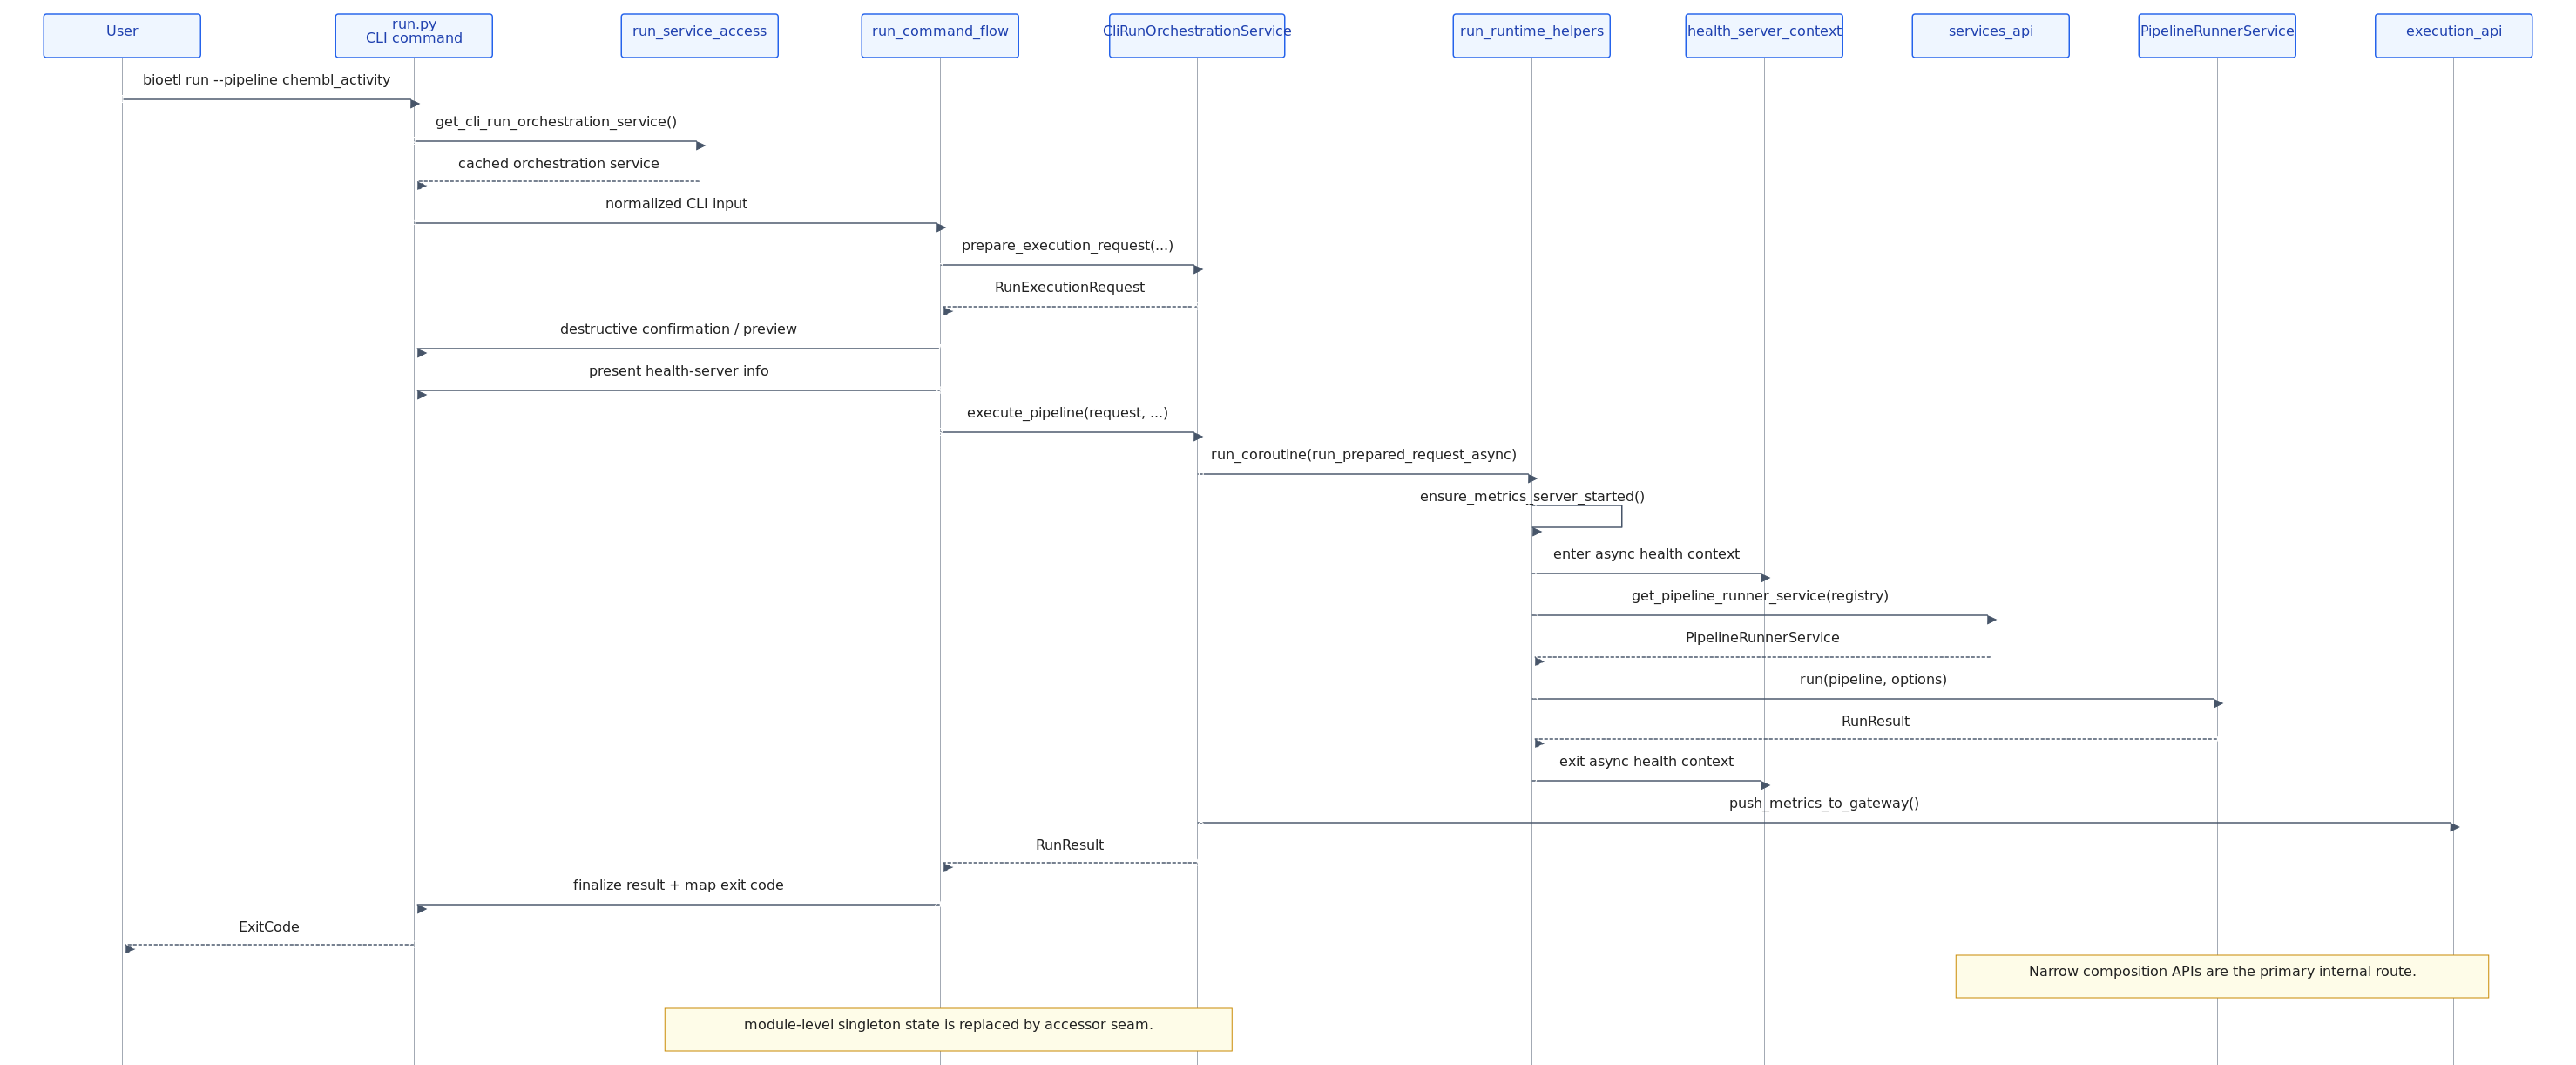 User
run.py
CLI command
run_service_access
run_command_flow
CliRunOrchestrationService
run_runtime_helpers
health_server_context
services_api
PipelineRunnerService
execution_api
bioetl run --pipeline chembl_activity
get_cli_run_orchestration_service()
cached orchestration service
normalized CLI input
prepare_execution_request(...)
RunExecutionRequest
destructive confirmation / preview
present health-server info
execute_pipeline(request, ...)
run_coroutine(run_prepared_request_async)
ensure_metrics_server_started()
enter async health context
get_pipeline_runner_service(registry)
PipelineRunnerService
run(pipeline, options)
RunResult
exit async health context
push_metrics_to_gateway()
RunResult
finalize result + map exit code
ExitCode
Narrow composition APIs are the primary internal route.
module-level singleton state is replaced by accessor seam.